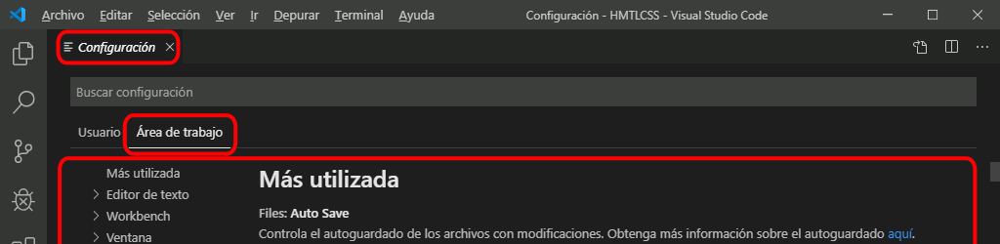 Archivo Editar Selección Ver Ir Depurar Terminal Ayuda Configuración - HMTLCSS - Visual Studio Code
Configuración
Buscar configuración
Usuario Área de trabajo
Más utilizada
Editor de texto
Workbench
Ventana
Más utilizada
Files: Auto Save
Controla el autoguardado de los archivos con modificaciones. Obtenga más información sobre el autoguardado aquí.